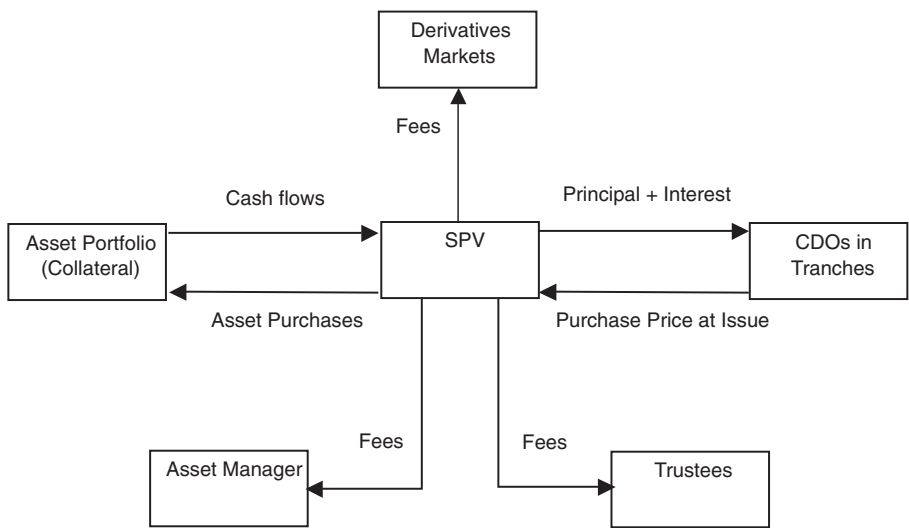 Derivatives
Markets
Fees
Cash flows
Principal + Interest
Asset Portfolio
(Collateral)
SPV
CDOs in
Tranches
Asset Purchases
Purchase Price at Issue
Fees
Fees
Asset Manager
Trustees